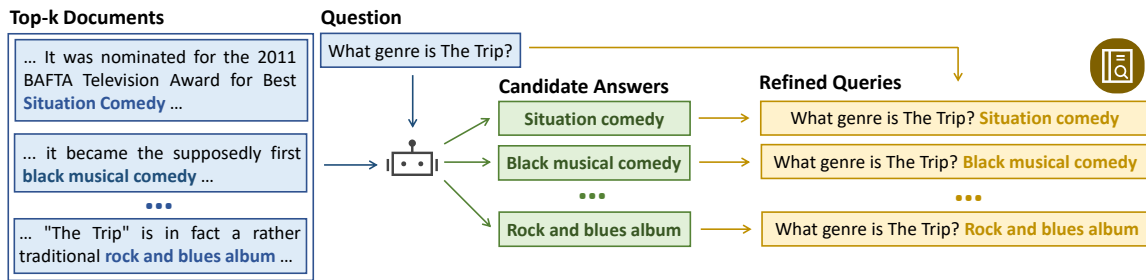 Top-k Documents
... It was nominated for the 2011
BAFTA Television Award for Best
Situation Comedy ...
... it became the supposedly first
black musical comedy ...
...
... "The Trip" is in fact a rather
traditional rock and blues album ...
Question
What genre is The Trip?
Candidate Answers
Situation comedy
Black musical comedy
...
Rock and blues album
Refined Queries
What genre is The Trip? Situation comedy
What genre is The Trip? Black musical comedy
...
What genre is The Trip? Rock and blues album